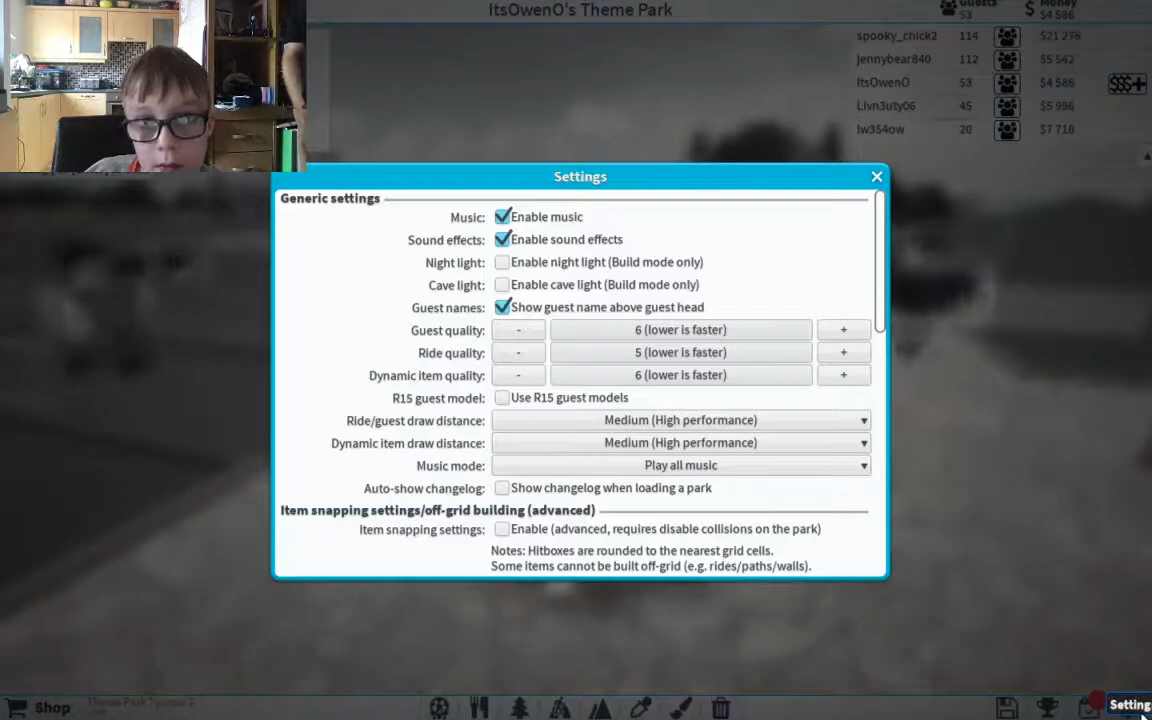 ItsOwenO's Theme Park
Guests
53
$ Money
$4 586
spooky_chick2 114 $21 298
jennybear840 112 $5 562
ItsOwenO 53 $4 586 $$$+
Livn3uty06 45 $5 996
lw354ow 20 $7 718
Settings
Generic settings
Music: Enable music
Sound effects: Enable sound effects
Night light: Enable night light (Build mode only)
Cave light: Enable cave light (Build mode only)
Guest names: Show guest name above guest head
Guest quality: - 6 (lower is faster) +
Ride quality: - 5 (lower is faster) +
Dynamic item quality: - 6 (lower is faster) +
R15 guest model: Use R15 guest models
Ride/guest draw distance: Medium (High performance)
Dynamic item draw distance: Medium (High performance)
Music mode: Play all music
Auto-show changelog: Show changelog when loading a park
Item snapping settings/off-grid building (advanced)
Item snapping settings: Enable (advanced, requires disable collisions on the park)
Notes: Hitboxes are rounded to the nearest grid cells.
Some items cannot be built off-grid (e.g. rides/paths/walls).
Shop
Theme Park Tycoon 2
Setting